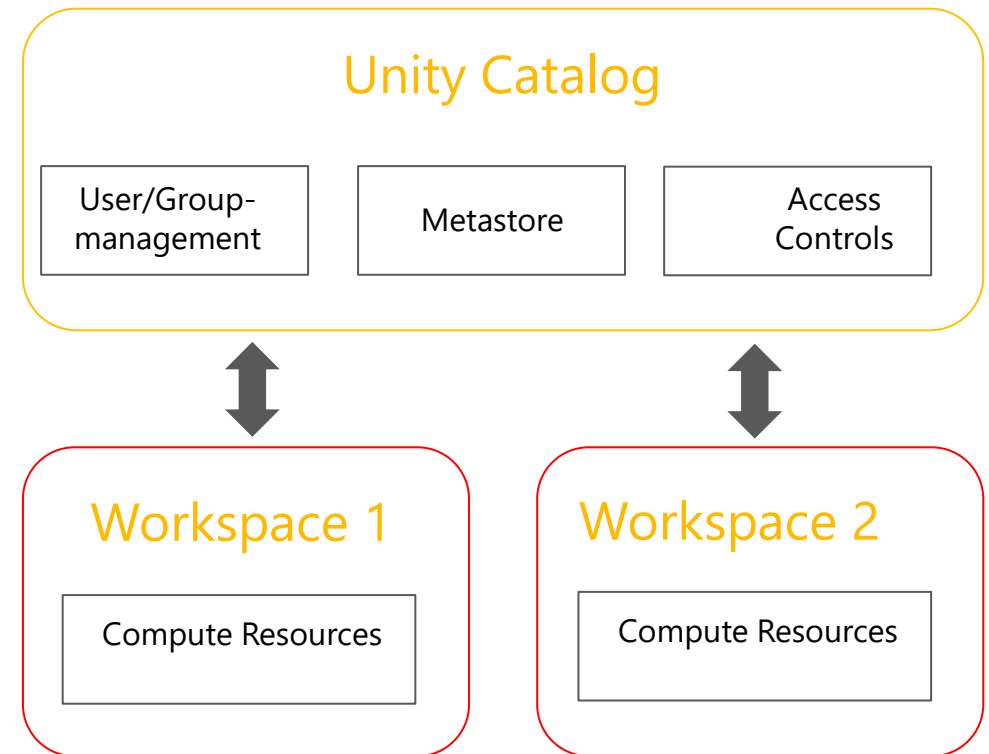 Unity Catalog
User/Group-
management
Metastore
Access
Controls
Workspace 1
Workspace 2
Compute Resources
Compute Resources